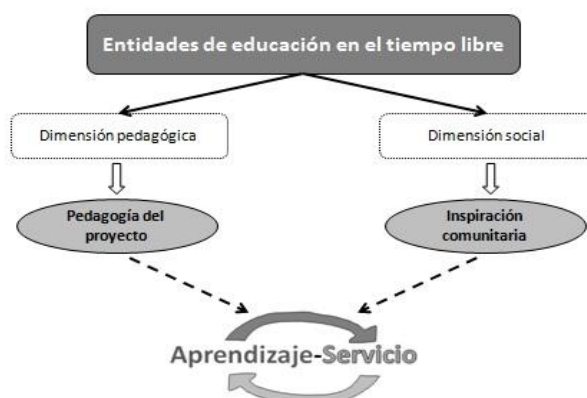 Entidades de educación en el tiempo libre
Dimensión pedagógica
Dimensión social
Pedagogía del
proyecto
Inspiración
comunitaria
Aprendizaje-Servicio